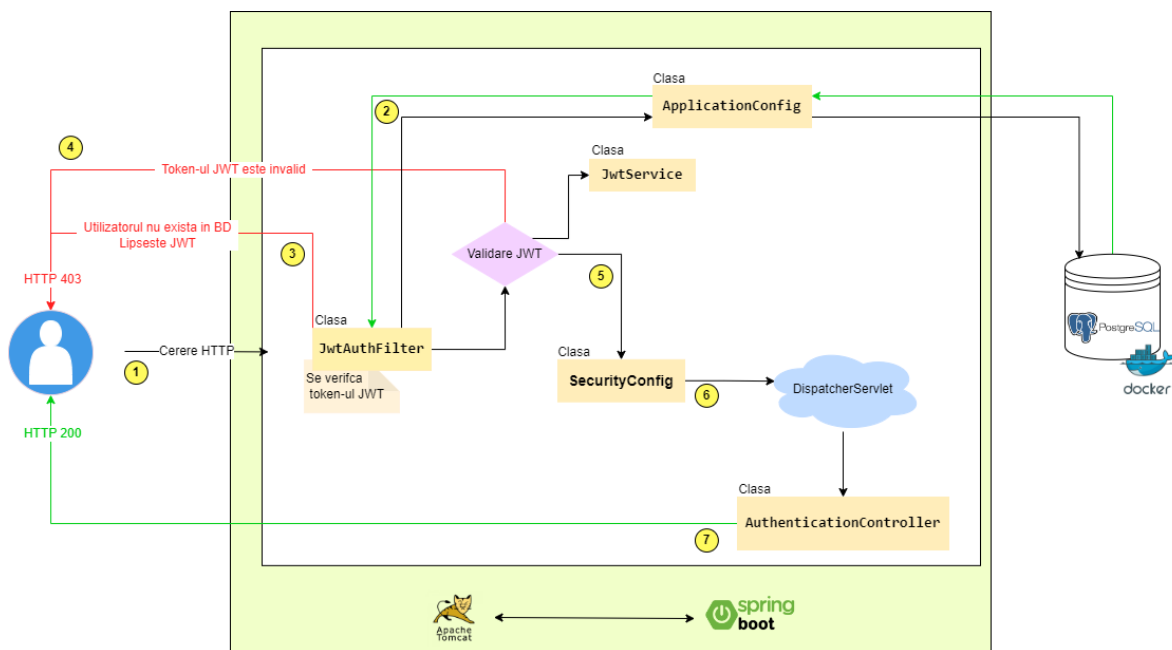 Clasa
ApplicationConfig
2
4
Token-ul JWT este invalid
Clasa
JwtService
Utilizatorul nu exista in BD
Lipseste JWT
3
Validare JWT
5
HTTP 403
Clasa
JwtAuthFilter
PostgreSQL
Cerere HTTP
1
Clasa
SecurityConfig
6
DispatcherServlet
docker
Se verifca
token-ul JWT
HTTP 200
Clasa
AuthenticationController
7
Apache
Tomcat
spring
boot